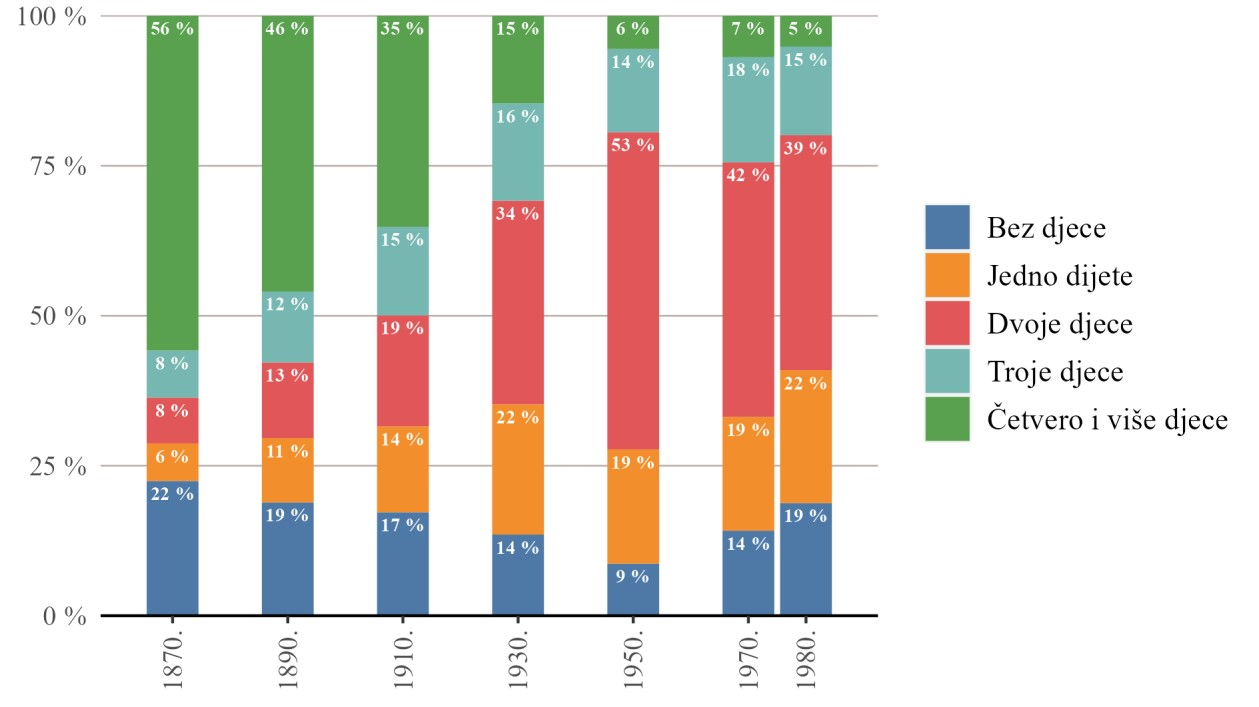 100 %
75 %
50 %
25 %
0 %
56 % 46 % 35 % 15 % 6 % 7 % 5 %
8 % 12 % 15 % 16 % 14 % 18 % 15 %
8 % 13 % 19 % 34 % 53 % 42 % 39 %
6 % 11 % 14 % 22 % 19 % 19 % 22 %
22 % 19 % 17 % 14 % 9 % 14 % 19 %
1870. 1890. 1910. 1930. 1950. 1970. 1980.
Bez djece
Jedno dijete
Dvoje djece
Troje djece
Četvero i više djece